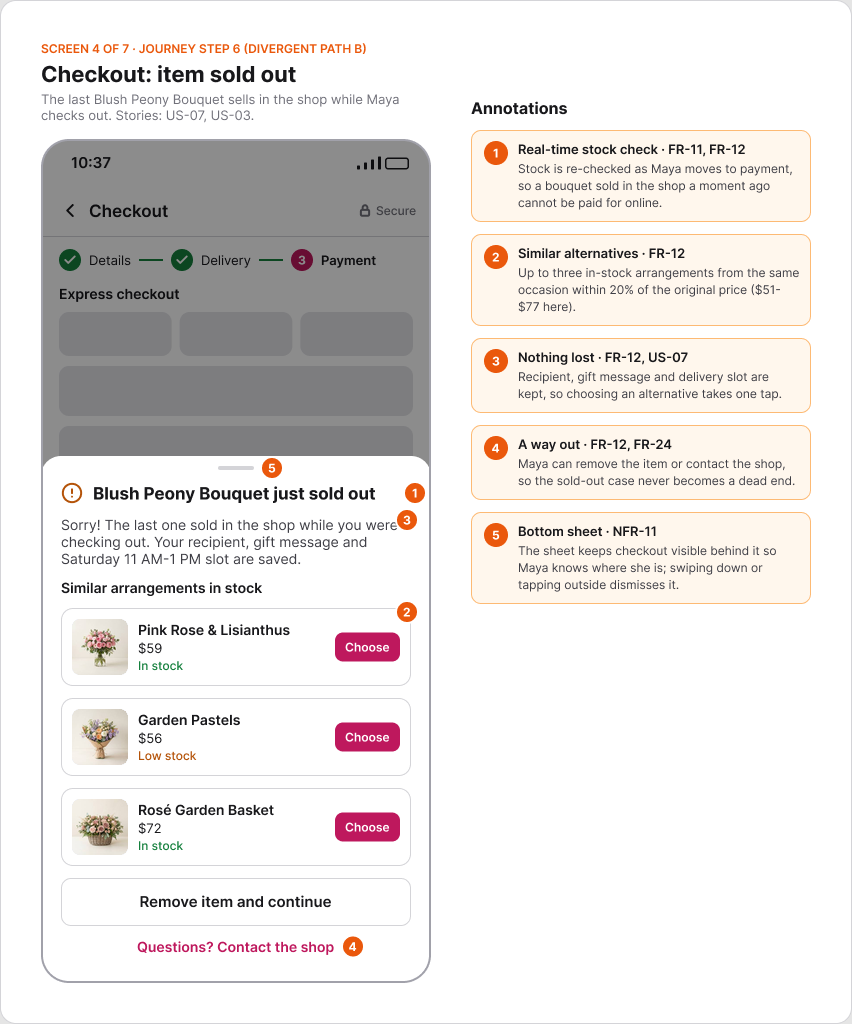 SCREEN 4 OF 7 · JOURNEY STEP 6 (DIVERGENT PATH B)
Checkout: item sold out
The last Blush Peony Bouquet sells in the shop while Maya
checks out. Stories: US-07, US-03.
10:37
Checkout
Secure
Details
Delivery
3
Payment
Express checkout
5
Blush Peony Bouquet just sold out
1
Sorry! The last one sold in the shop while you were
3
checking out. Your recipient, gift message and
Saturday 11 AM-1 PM slot are saved.
Similar arrangements in stock
2
Pink Rose & Lisianthus
$59
In stock
Choose
Garden Pastels
$56
Low stock
Choose
Rosé Garden Basket
$72
In stock
Choose
Remove item and continue
Questions? Contact the shop
4
Annotations
1
Real-time stock check · FR-11, FR-12
Stock is re-checked as Maya moves to payment,
so a bouquet sold in the shop a moment ago
cannot be paid for online.
2
Similar alternatives · FR-12
Up to three in-stock arrangements from the same
occasion within 20% of the original price ($51-
$77 here).
3
Nothing lost · FR-12, US-07
Recipient, gift message and delivery slot are
kept, so choosing an alternative takes one tap.
4
A way out · FR-12, FR-24
Maya can remove the item or contact the shop,
so the sold-out case never becomes a dead end.
5
Bottom sheet · NFR-11
The sheet keeps checkout visible behind it so
Maya knows where she is; swiping down or
tapping outside dismisses it.